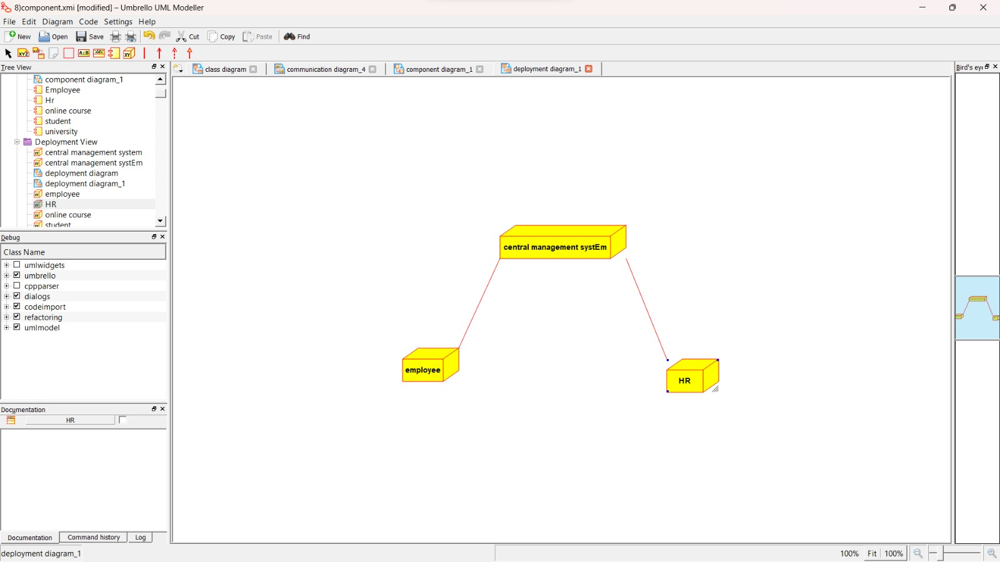 8)component.xmi [modified] – Umbrello UML Modeller
File Edit Diagram Code Settings Help
New Open Save Cut Copy Paste Find
Tree View
class diagram communication diagram_4 component diagram_1 deployment diagram_1
Bird's eye
component diagram_1
Employee
Hr
online course
student
university
Deployment View
central management system
central management systEm
deployment diagram
deployment diagram_1
employee
HR
online course
student
Debug
Class Name
umlwidgets
umbrello
cppparser
dialogs
codeimport
refactoring
umlmodel
Documentation
HR
central management systEm
employee
HR
Documentation Command history Log
deployment diagram_1
100% Fit 100%